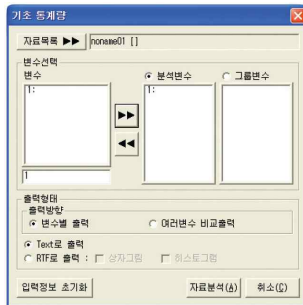 기초 통계량
자료목록 ▶▶ noname01 []
변수선택
변수 분석변수 그룹변수
1: 1:
▶▶
◀◀
1
출력형태
출력방향
변수별 출력 여러변수 비교출력
Text로 출력
RTF로 출력 : 상자그림 히스토그램
입력정보 초기화 자료분석(A) 취소(C)